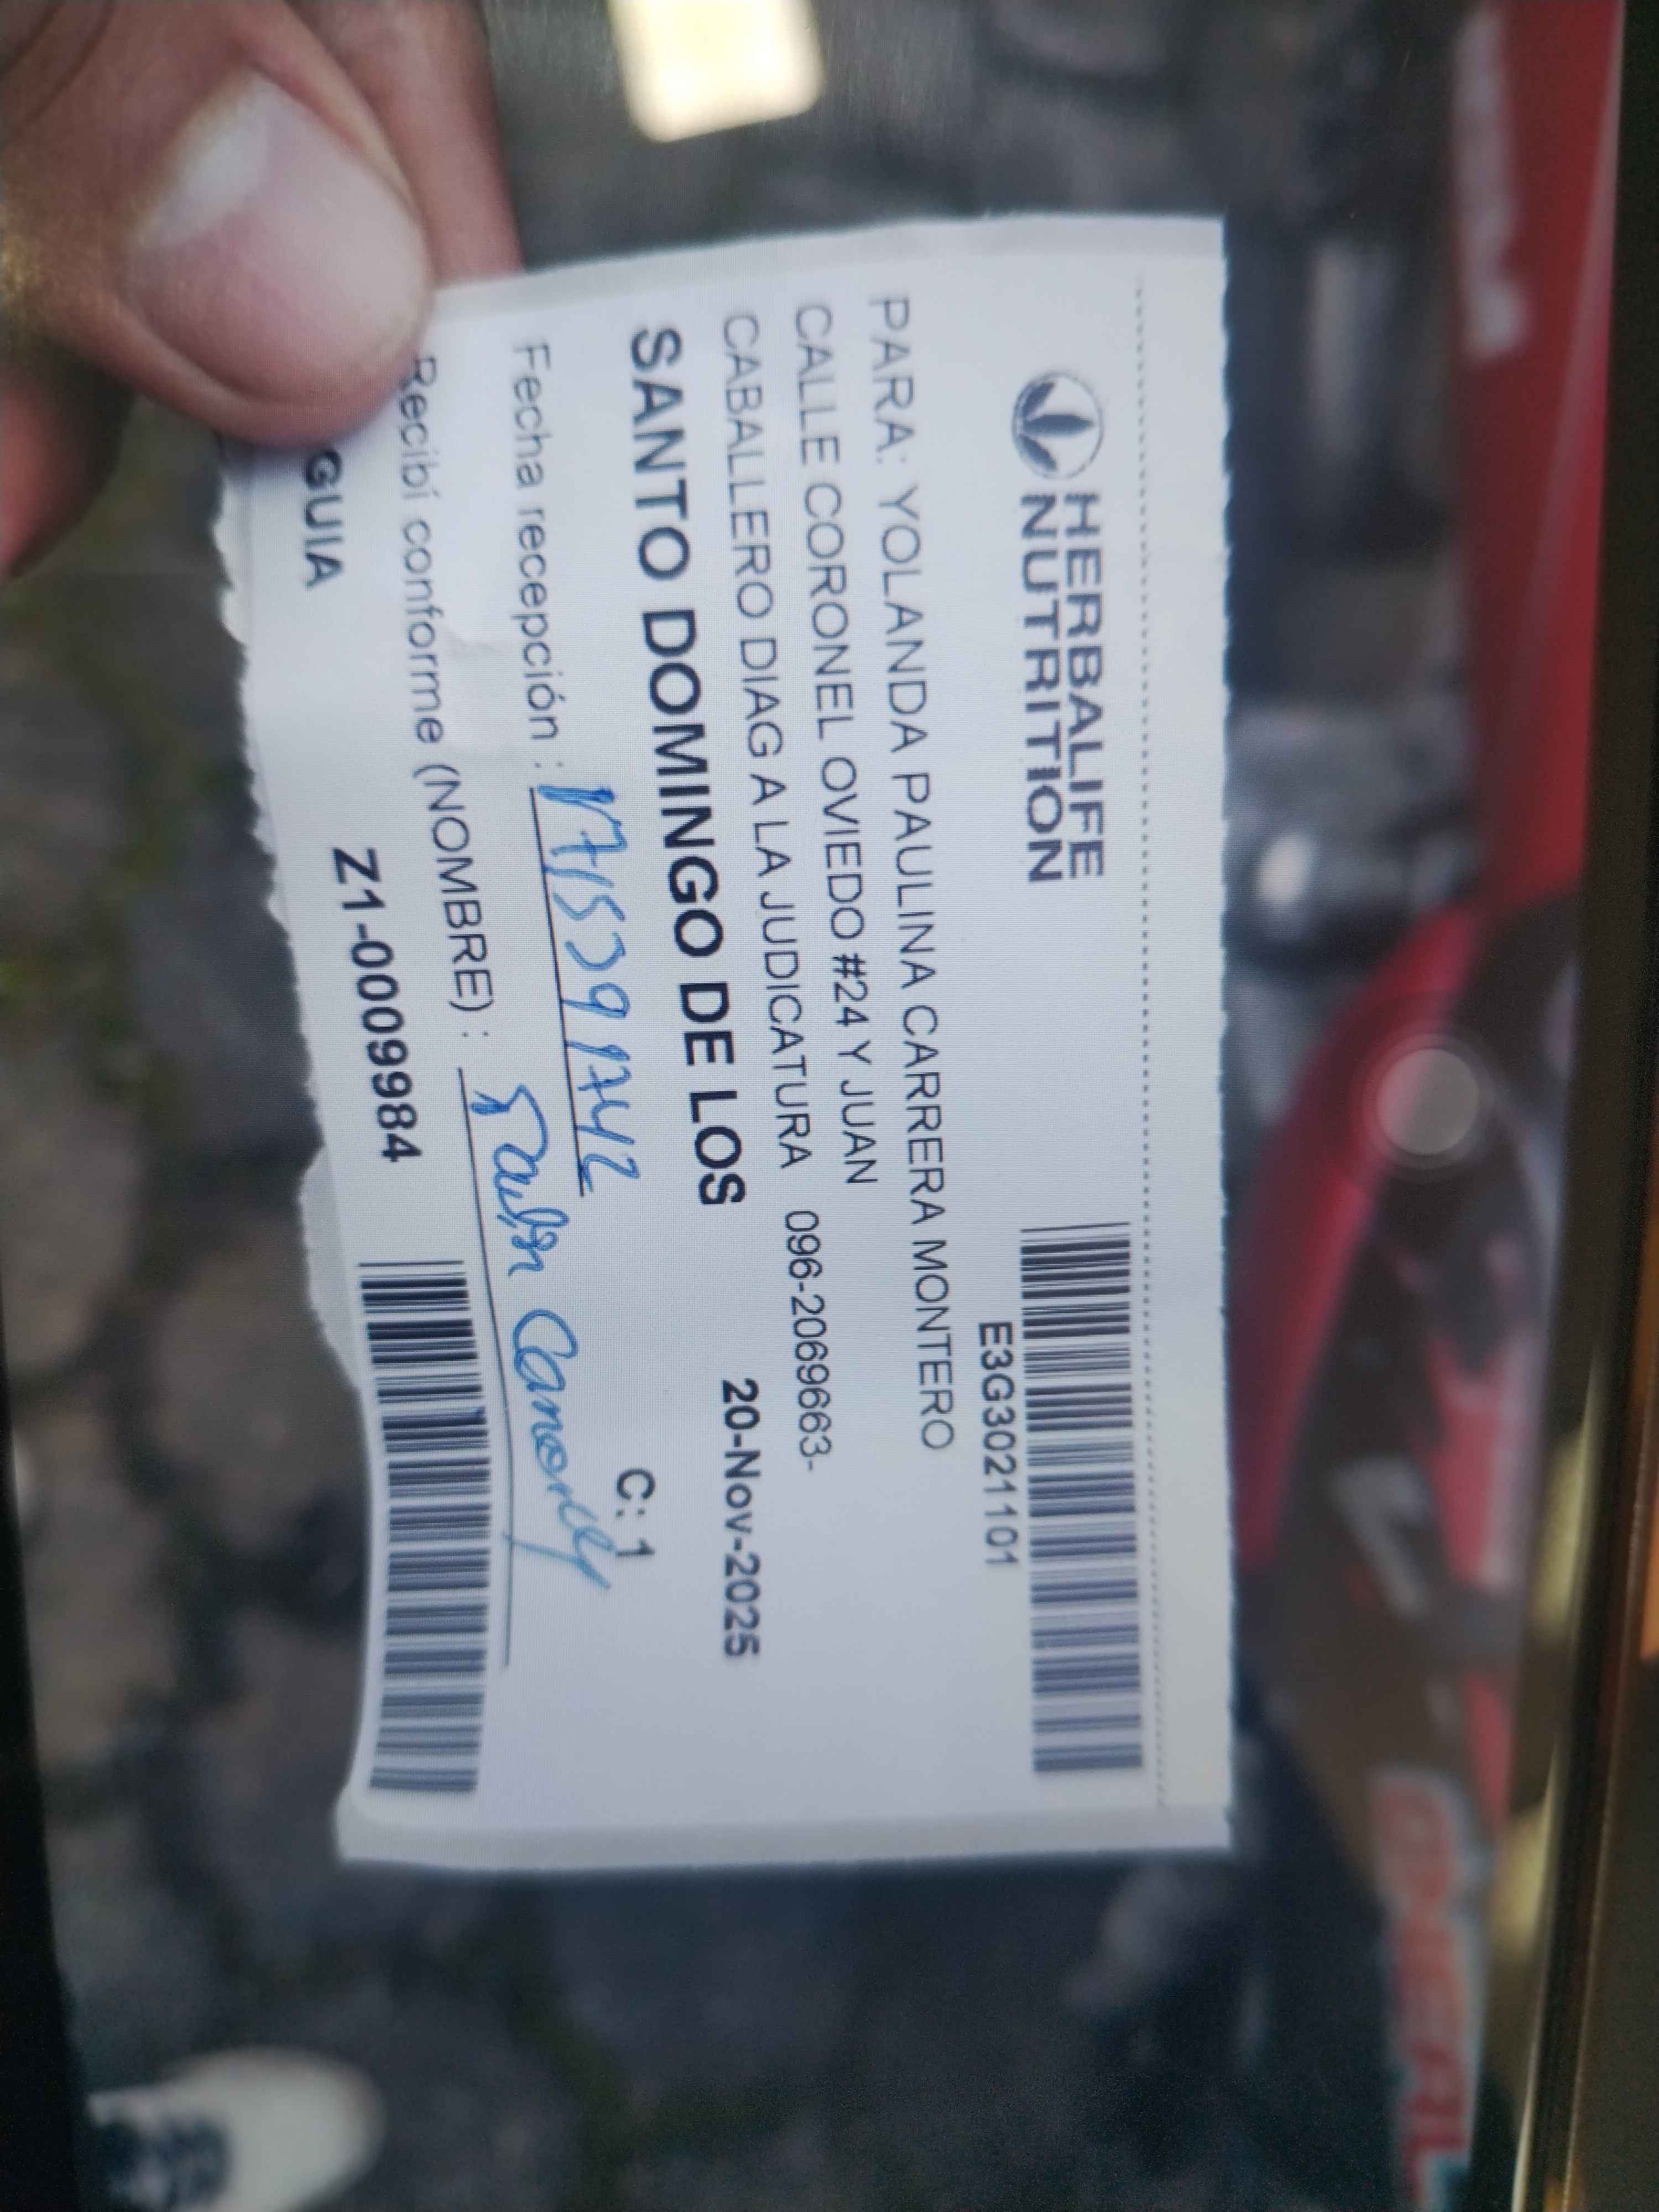 HERBALIFE
NUTRITION
E3G3021101
PARA: YOLANDA PAULINA CARRERA MONTERO
CALLE CORONEL OVIEDO #24 Y JUAN
CABALLERO DIAG A LA JUDICATURA 096-2069663-
SANTO DOMINGO DE LOS 20-Nov-2025
C: 1
Fecha recepción :
Recibí conforme (NOMBRE) :
GUIA Z1-0009984